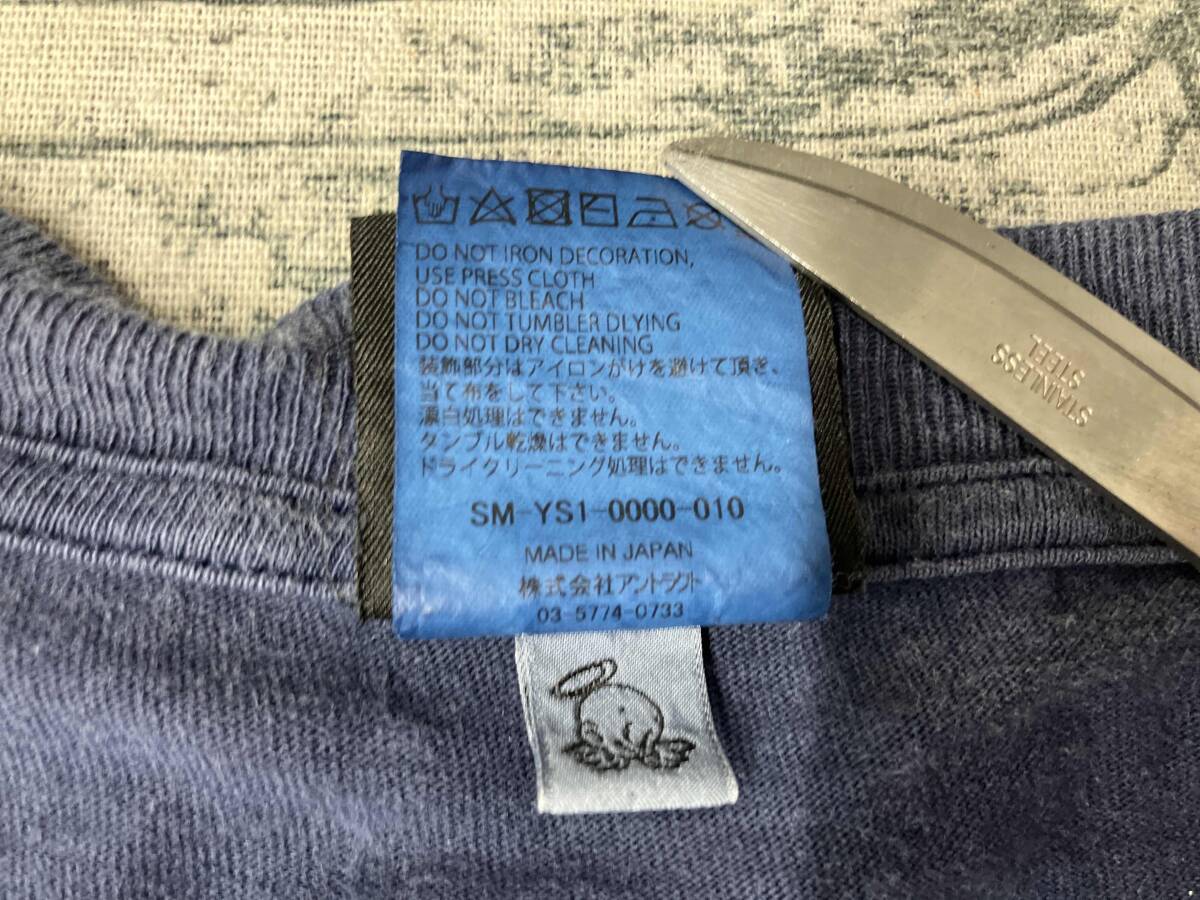 DO NOT IRON DECORATION,
USE PRESS CLOTH
DO NOT BLEACH
DO NOT TUMBLER DLYING
DO NOT DRY CLEANING
装飾部分はアイロンがけを避けて頂き、
当て布をして下さい。
漂白処理はできません。
タンブル乾燥はできません。
ドライクリーニング処理はできません。
SM-YS1-0000-010
MADE IN JAPAN
株式会社アントラクト
03-5774-0733
STAINLESS
STEEL